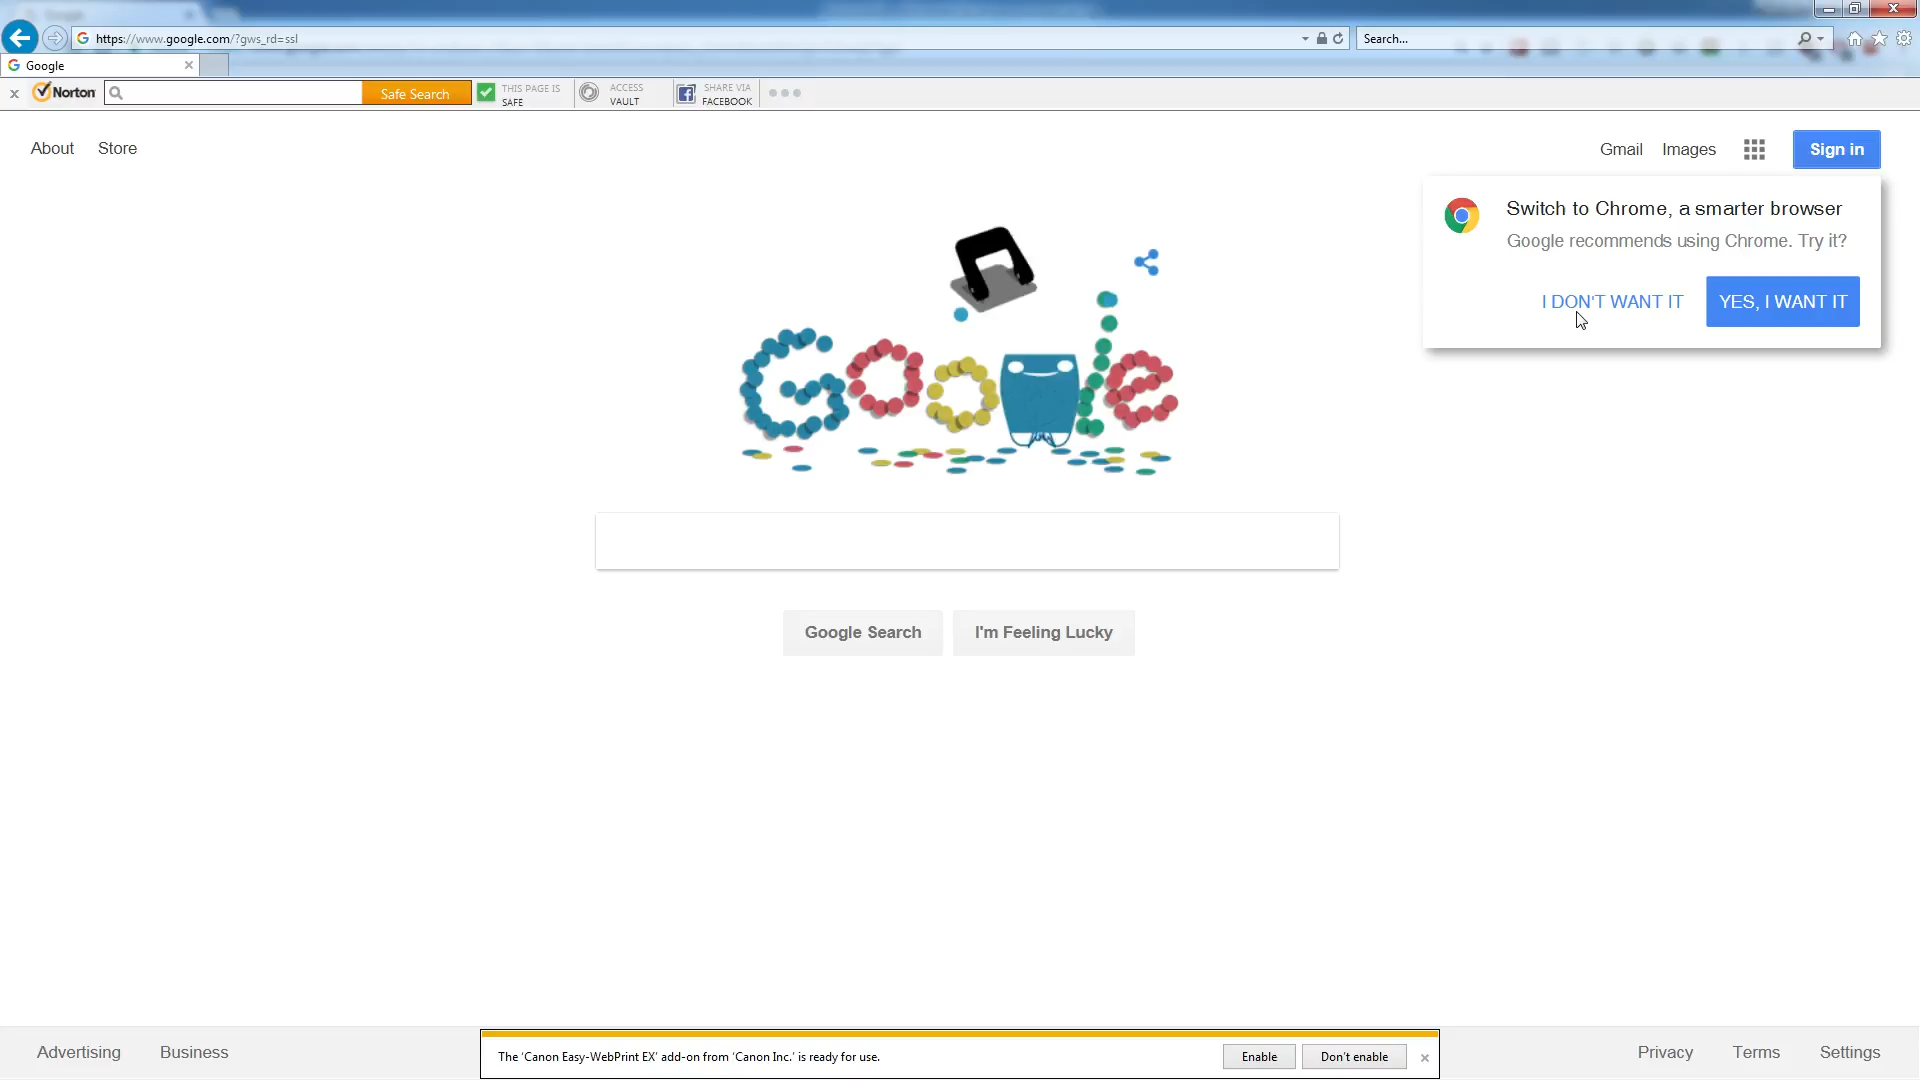 https://www.google.com/?gws_rd=ssl
Search...
Google
Norton
Safe Search
THIS PAGE IS
SAFE
ACCESS
VAULT
SHARE VIA
FACEBOOK
About
Store
Gmail
Images
Sign in
Switch to Chrome, a smarter browser
Google recommends using Chrome. Try it?
I DON'T WANT IT
YES, I WANT IT
Google
Google Search
I'm Feeling Lucky
The 'Canon Easy-WebPrint EX' add-on from 'Canon Inc.' is ready for use.
Enable
Don't enable
Advertising
Business
Privacy
Terms
Settings